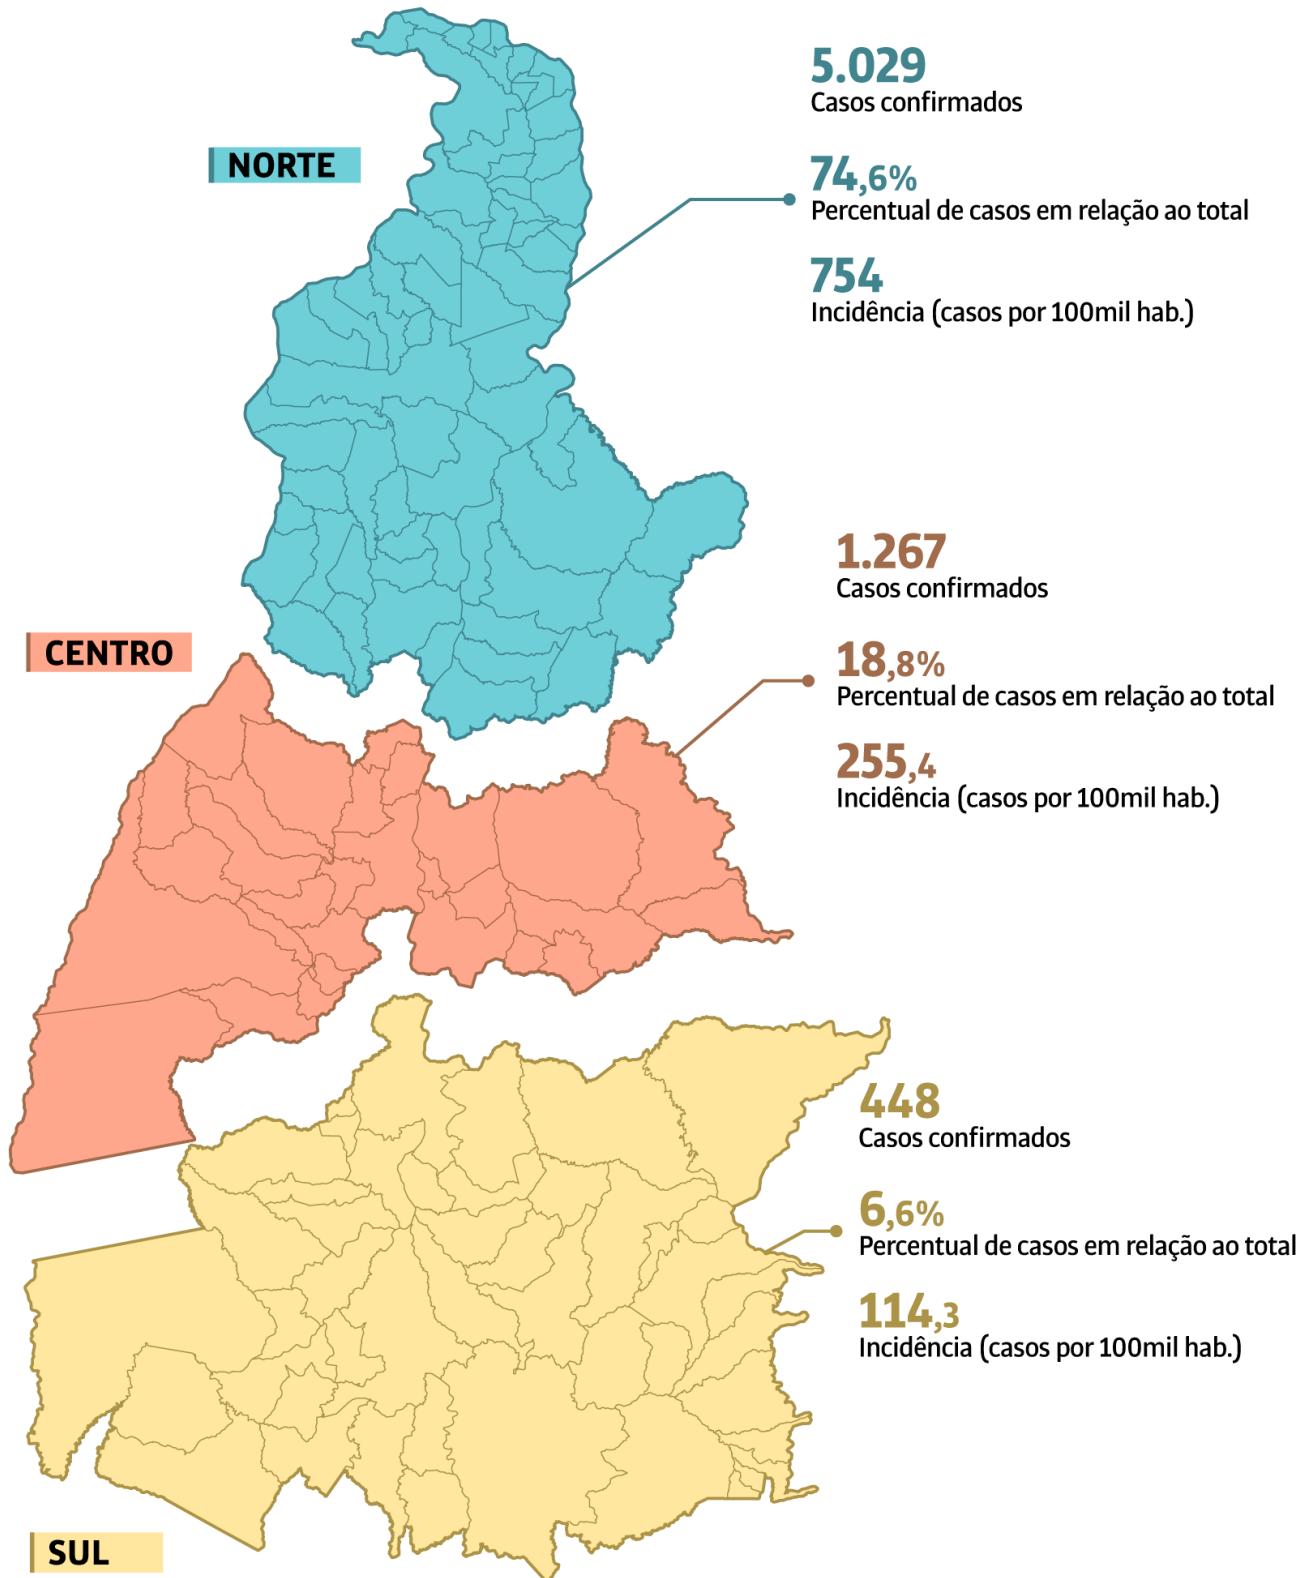 NORTE
5.029
Casos confirmados
74,6%
Percentual de casos em relação ao total
754
Incidência (casos por 100mil hab.)
CENTRO
1.267
Casos confirmados
18,8%
Percentual de casos em relação ao total
255,4
Incidência (casos por 100mil hab.)
448
Casos confirmados
6,6%
Percentual de casos em relação ao total
114,3
Incidência (casos por 100mil hab.)
SUL